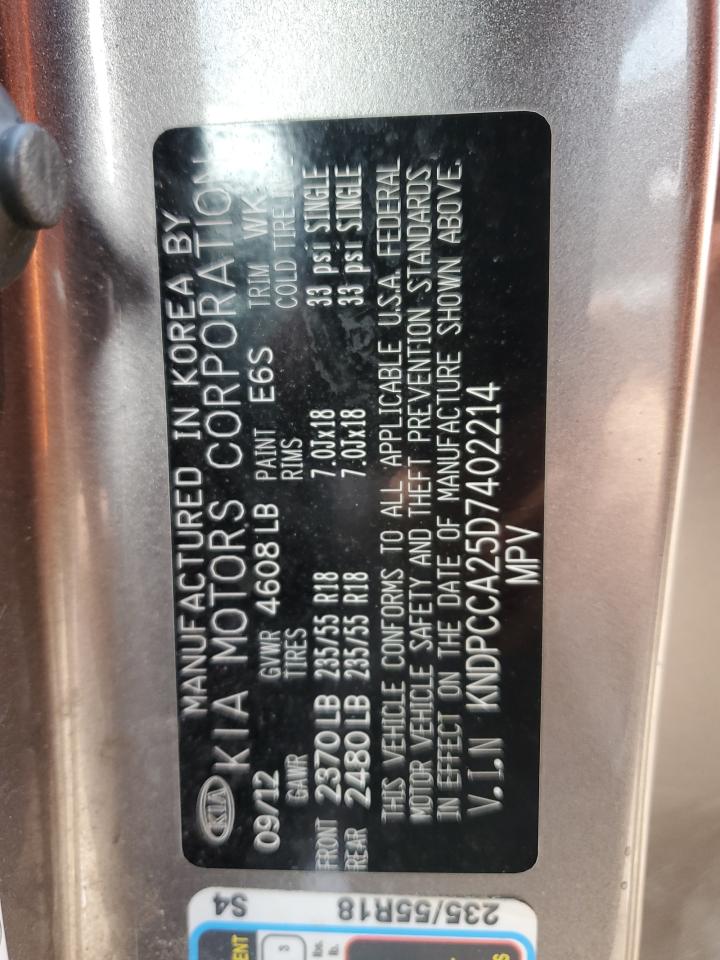 KIA
MANUFACTURED IN KOREA BY
KIA MOTORS CORPORATION
09/12 GVWR 4608 LB PAINT E6S TRIM WK
GAWR TIRES RIMS COLD TIRE
FRONT 2370 LB 235/55 R18 7.0Jx18 33 psi SINGLE
REAR 2480 LB 235/55 R18 7.0Jx18 33 psi SINGLE
THIS VEHICLE CONFORMS TO ALL APPLICABLE U.S.A. FEDERAL
MOTOR VEHICLE SAFETY AND THEFT PREVENTION STANDARDS
IN EFFECT ON THE DATE OF MANUFACTURE SHOWN ABOVE.
V.I.N KNDPCCA25D7402214
MPV
S4
235/55R18